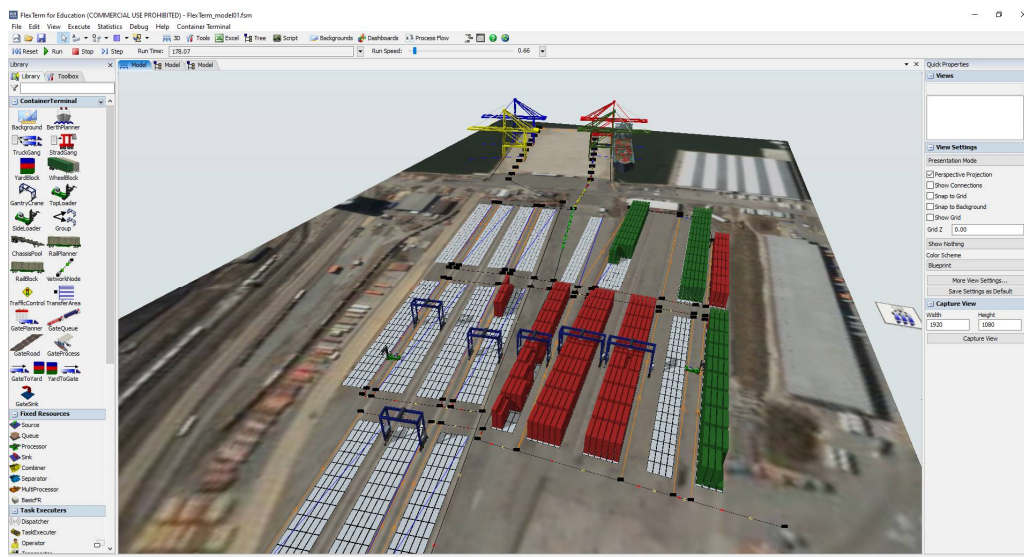 FlexTerm for Education (COMMERCIAL USE PROHIBITED) - FlexTerm_model01.fsm
File Edit View Execute Statistics Debug Help Container Terminal
3D Tools Excel Tree Script Backgrounds Dashboards Process Flow
Reset Run Stop Step Run Time: 178.07 Run Speed: 0.66
Library
Library Toolbox
Model Model Model
ContainerTerminal
Background BerthPlanner
TruckGang StradGang
YardBlock WheelBlock
GantryCrane TopLoader
SideLoader Group
ChassisPool RailPlanner
RailBlock NetworkNode
TrafficControl TransferArea
GatePlanner GateQueue
GateRoad GateProcess
GateToYard YardToGate
GateSink
Fixed Resources
Source
Queue
Processor
Sink
Combiner
Separator
MultiProcessor
BasicFR
Task Executers
Dispatcher
TaskExecuter
Operator
Quick Properties
Views
View Settings
Presentation Mode
Perspective Projection
Show Connections
Snap to Grid
Snap to Background
Show Grid
Grid Z 0.00
Show Nothing
Color Scheme
Blueprint
More View Settings...
Save Settings as Default
Capture View
Width Height
1920 1080
Capture View